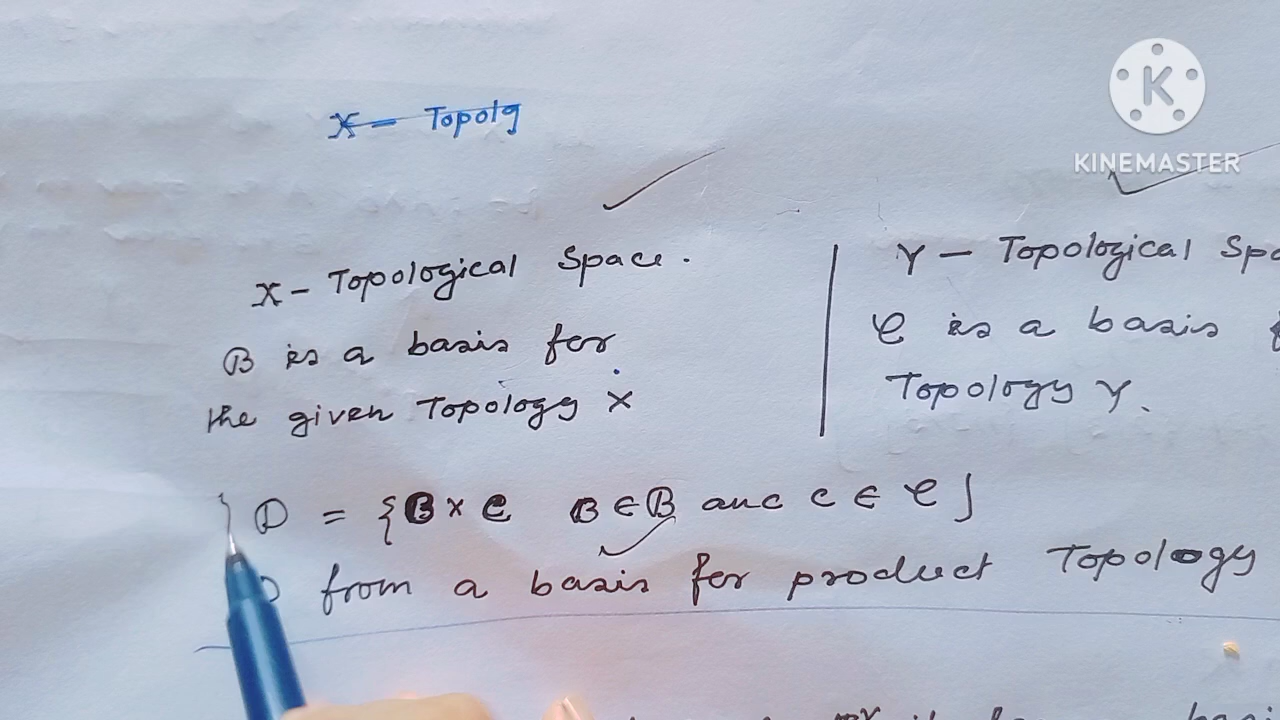 X - Topolg
KINEMASTER
X - Topological Space.
B is a basis for
the given Topology X
Y - Topological Spa
C is a basis f
Topology Y.
D = {B × C B ∈ B and C ∈ C}
D from a basis for product Topology